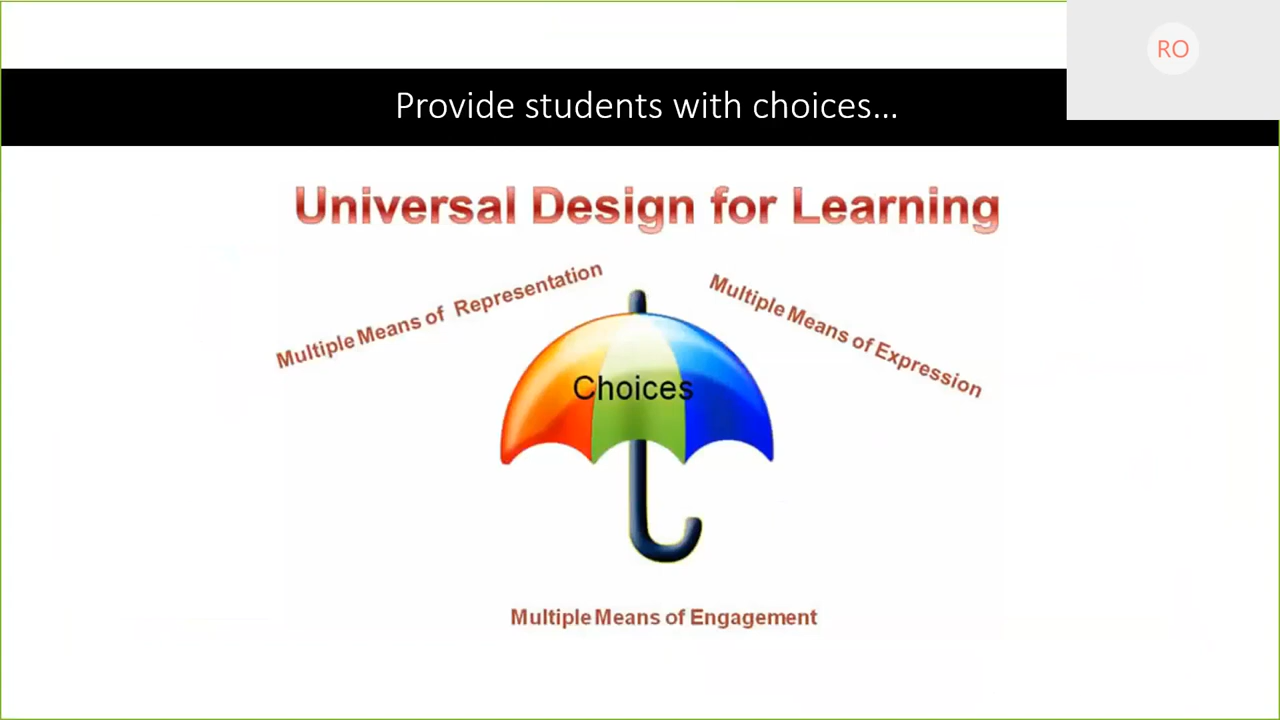 RO
Provide students with choices...
Universal Design for Learning
Multiple Means of Representation
Multiple Means of Expression
Choices
Multiple Means of Engagement